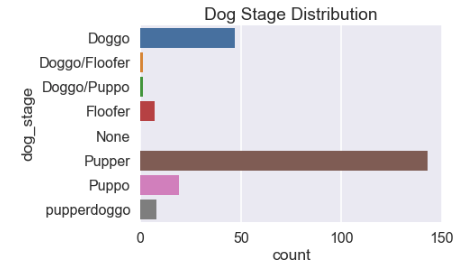 Dog Stage Distribution
dog_stage
Doggo
Doggo/Floofer
Doggo/Puppo
Floofer
None
Pupper
Puppo
pupperdoggo
0 50 100 150
count